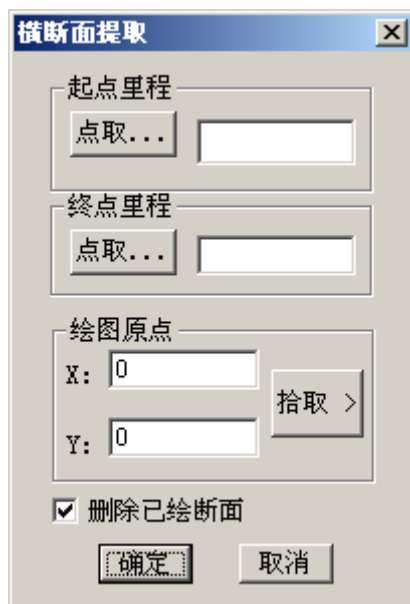 横断面提取
起点里程
点取...
终点里程
点取...
绘图原点
X: 0
拾取 >
Y: 0
删除已绘断面
确定 取消